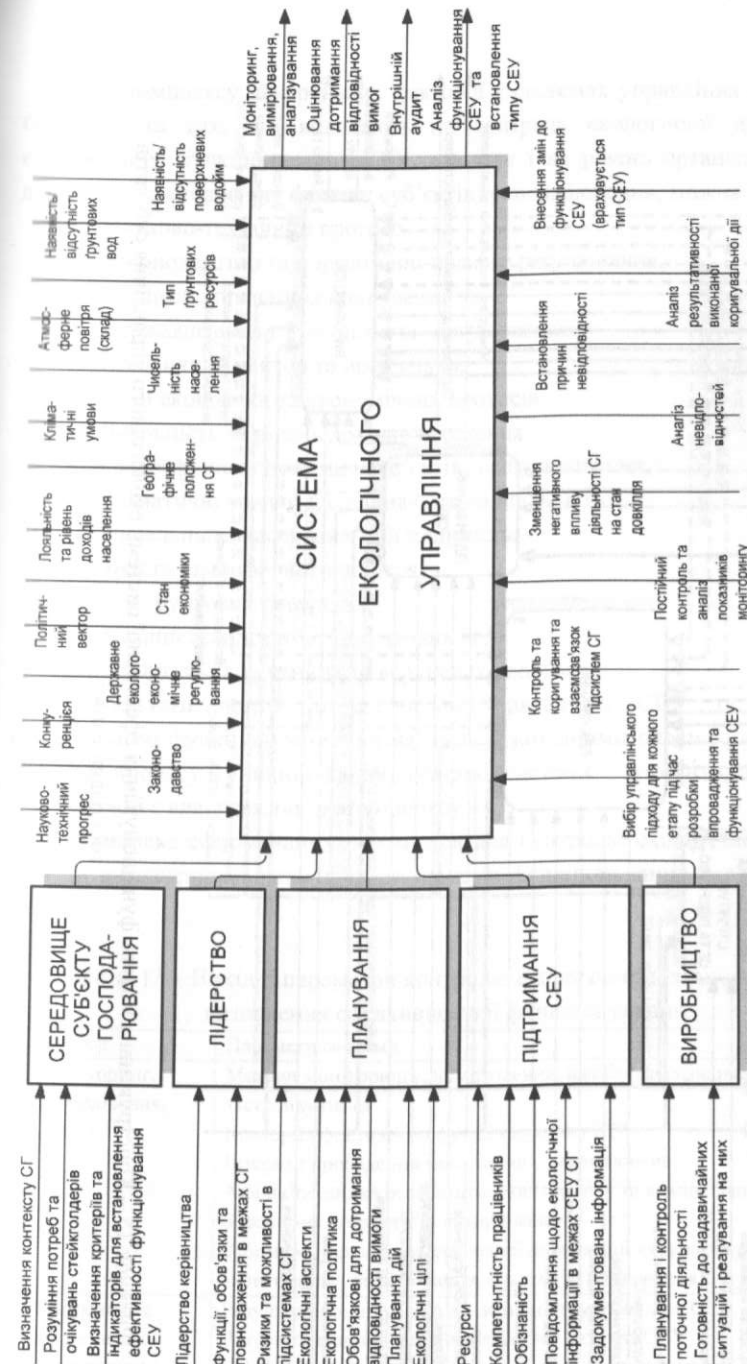 Визначення контексту СГ
Розуміння потреб та
очікувань стейкголдерів
Визначення критеріїв та
індикаторів для встановлення
ефективності функціонування
СЕУ
СЕРЕДОВИЩЕ
СУБ'ЄКТУ
ГОСПОДА-
РЮВАННЯ
Лідерство керівництва
Функції, обов'язки та
повноваження в межах СГ
ЛІДЕРСТВО
Ризики та можливості в
підсистемах СГ
Екологічні аспекти
Екологічна політика
Обов'язкові для дотримання
відповідності вимоги
Планування дій
Екологічні цілі
ПЛАНУВАННЯ
Ресурси
Компетентність працівників
Обізнаність
Повідомлення щодо екологічної
інформації в межах СЕУ СГ
Задокументована інформація
ПІДТРИМАННЯ
СЕУ
Планування і контроль
поточної діяльності
Готовність до надзвичайних
ситуацій і реагування на них
ВИРОБНИЦТВО
Науково-
технічний
прогрес
Законо-
давство
Конку-
ренція
Державне
еколого-
еконо-
мічне
регулю-
вання
Політич-
ний
вектор
Стан
економіки
Лояльність
та рівень
доходів
населення
Геогра-
фічне
положен-
ня СГ
Кліма-
тичні
умови
Чисель-
ність
насе-
лення
Атмос-
ферне
повітря
(склад)
Тип
ґрунтових
ресурсів
Наявність/
відсутність
ґрунтових
вод
Наявність/
відсутність
поверхневих
водойм
СИСТЕМА
ЕКОЛОГІЧНОГО
УПРАВЛІННЯ
Моніторинг,
вимірювання,
аналізування
Оцінювання
дотримання
відповідності
вимог
Внутрішній
аудит
Аналіз
функціонування
СЕУ та
встановлення
типу СЕУ
Вибір управлінського
підходу для кожного
етапу під час
розробки
впроваджен та
функціонування СЕУ
Контроль та
коригування та
взаємозв'язок
підсистем СГ
Постійний
контроль та
аналіз
показників
моніторингу
Зменшення
негативного
впливу
діяльності СГ
на стан
довкілля
Аналіз
невідпо-
відностей
Встановлення
причин
невідповідності
Аналіз
результативності
виконаної
коригувальної дії
Внесення змін до
функціонування
СЕУ
(враховується
тип СЕУ)